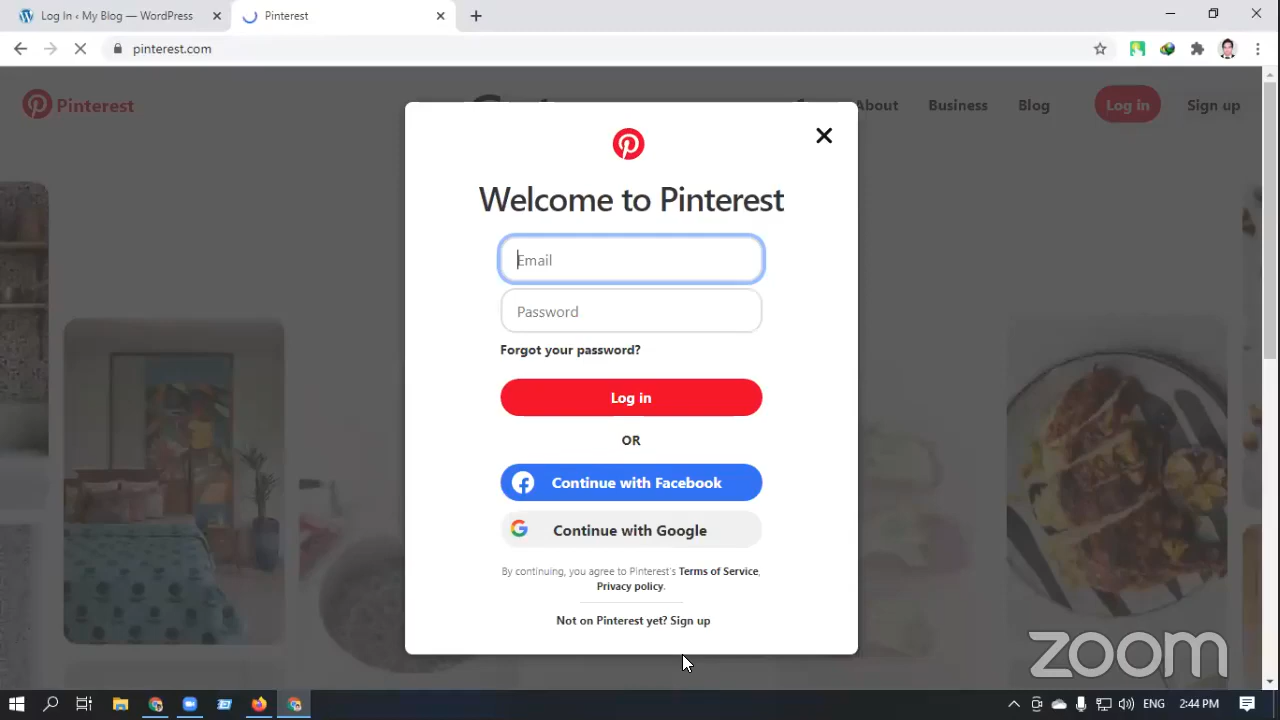 Log In ‹ My Blog — WordPress
Pinterest
pinterest.com
Pinterest
About
Business
Blog
Log in
Sign up
Welcome to Pinterest
Email
Password
Forgot your password?
Log in
OR
Continue with Facebook
Continue with Google
By continuing, you agree to Pinterest's Terms of Service,
Privacy policy.
Not on Pinterest yet? Sign up
zoom
ENG
2:44 PM